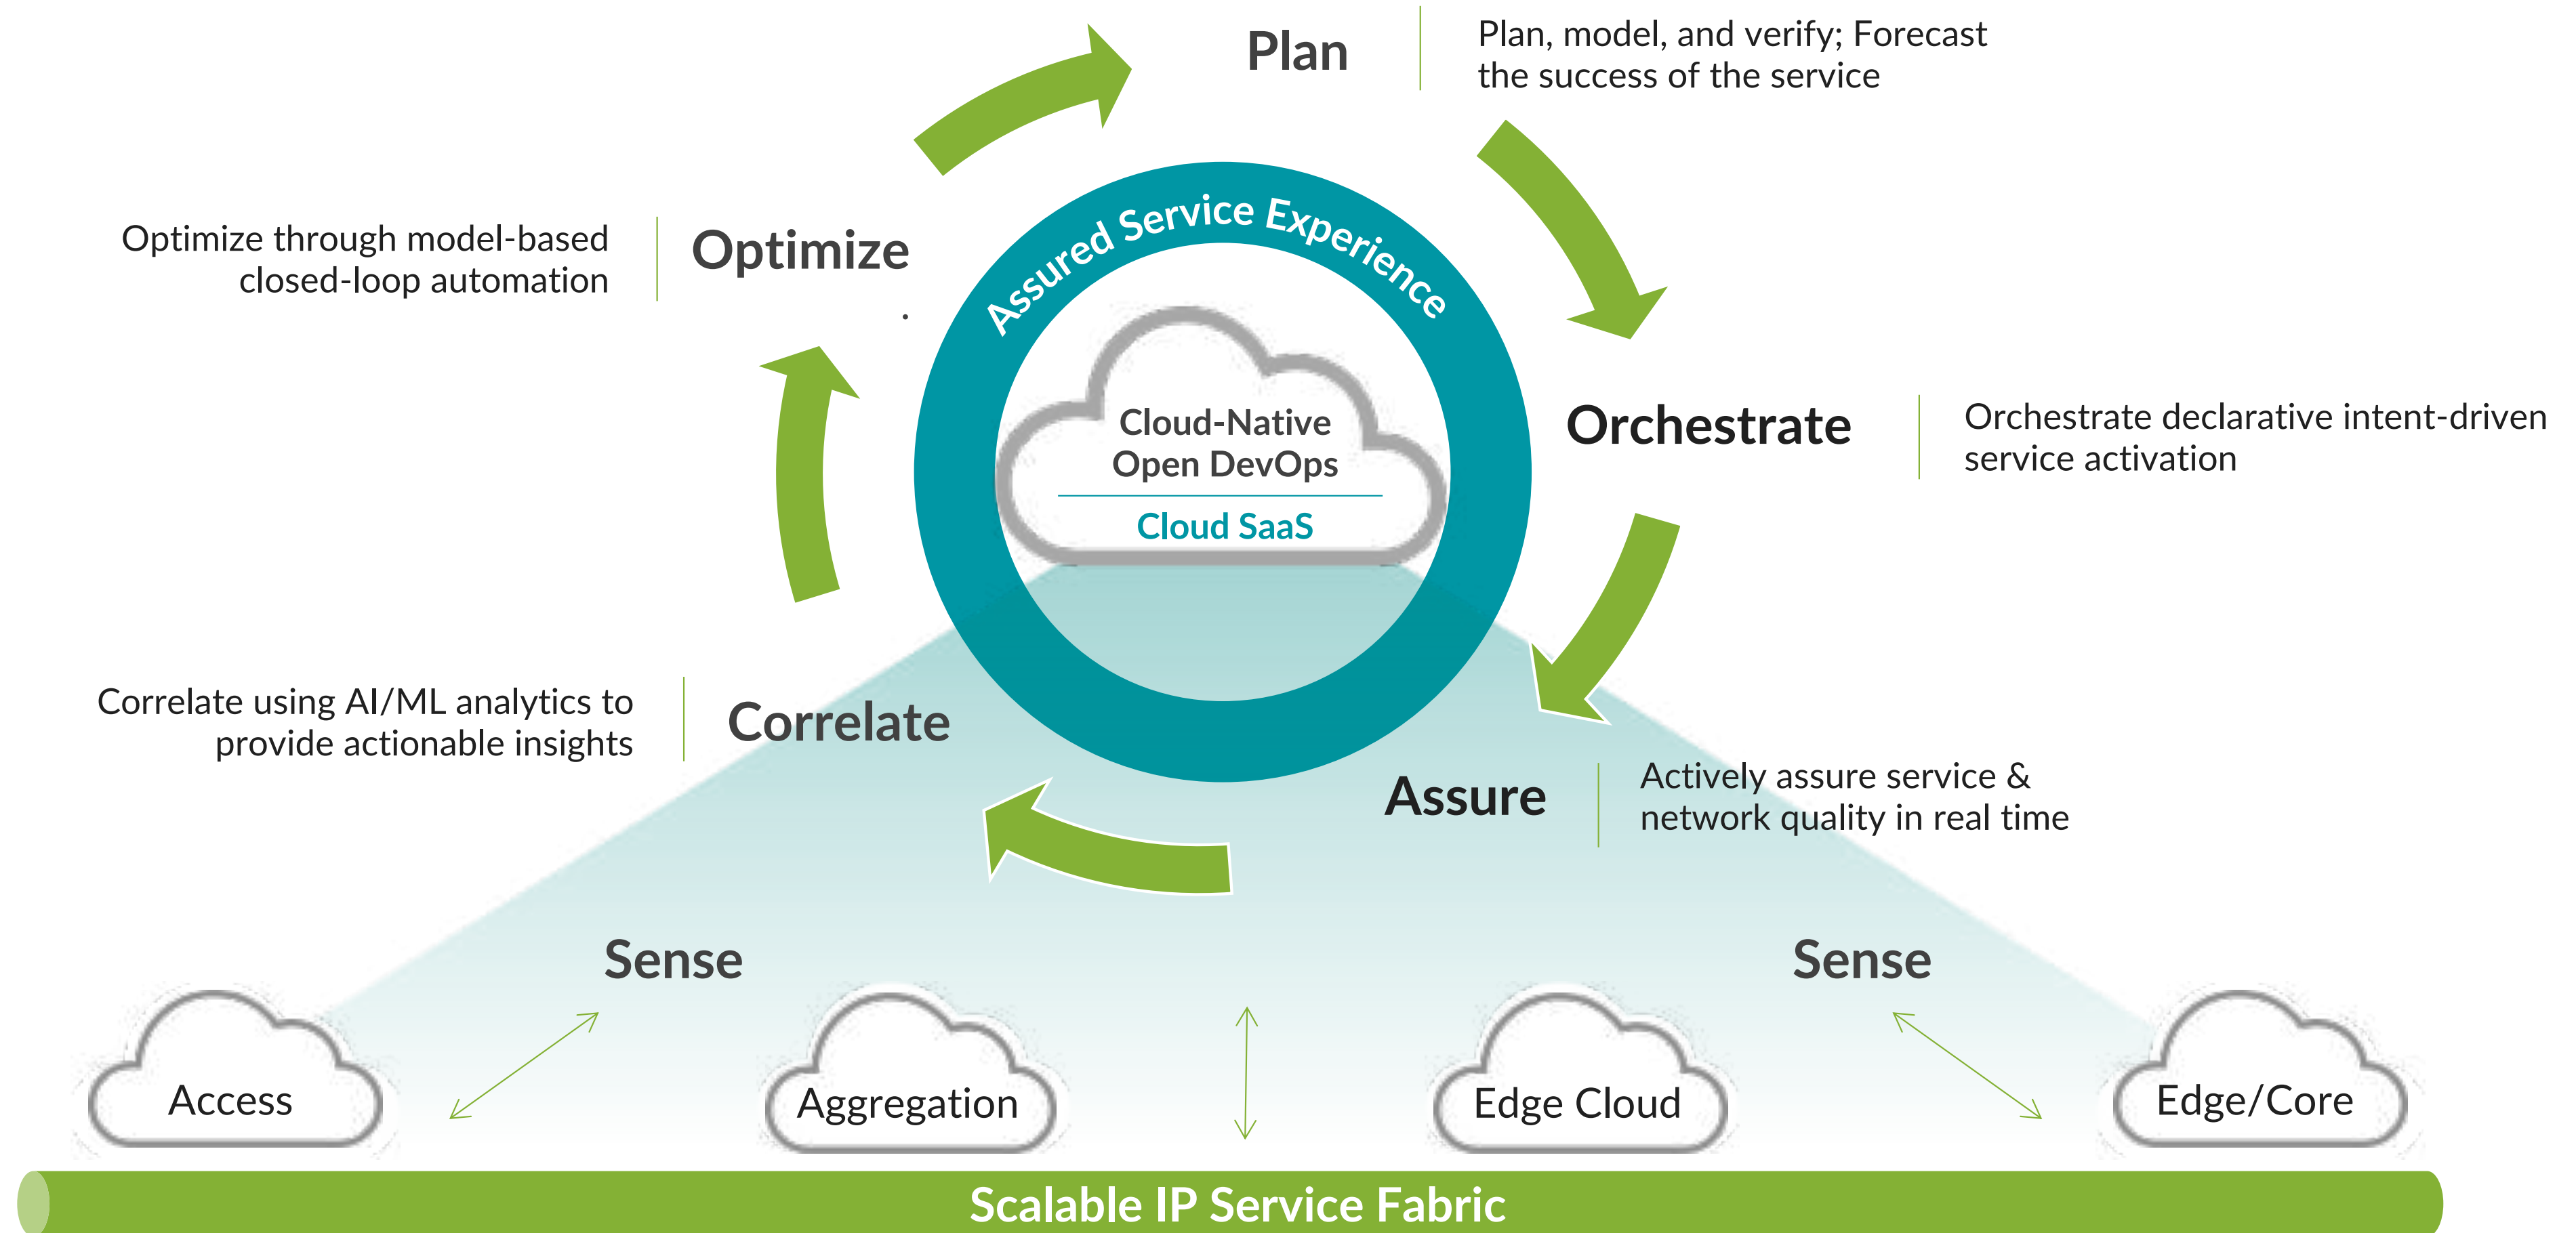 Plan
Plan, model, and verify; Forecast
the success of the service
Optimize through model-based
closed-loop automation
Optimize
.
Assured Service Experience
Cloud-Native
Open DevOps
Cloud SaaS
Orchestrate
Orchestrate declarative intent-driven
service activation
Correlate using AI/ML analytics to
provide actionable insights
Correlate
Assure
Actively assure service &
network quality in real time
Sense
Sense
Access
Aggregation
Edge Cloud
Edge/Core
Scalable IP Service Fabric